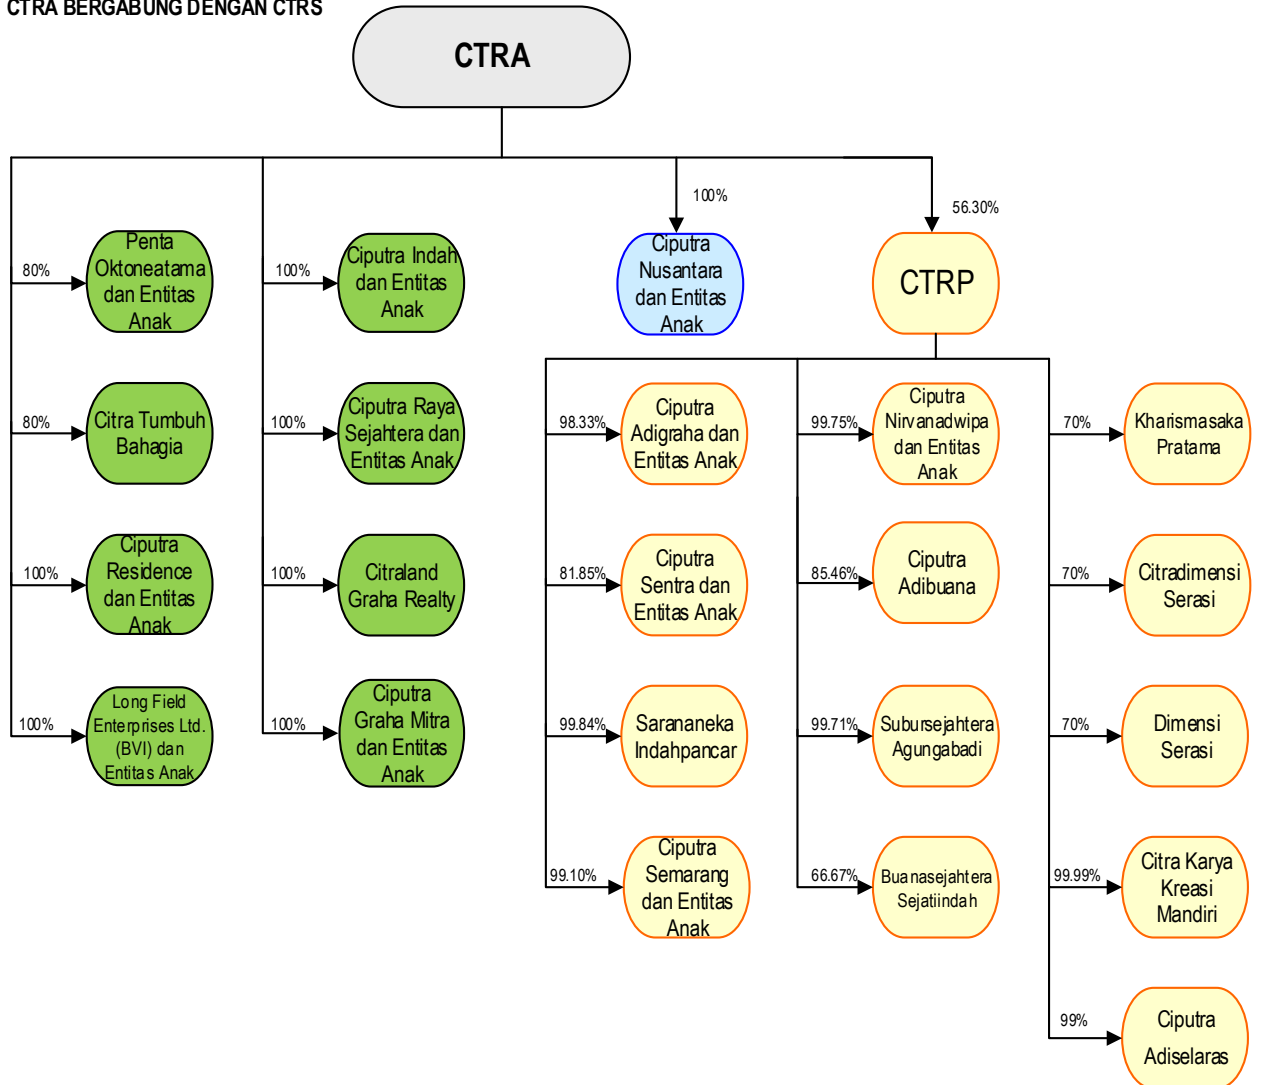 CTRA BERGABUNG DENGAN CTRS
CTRA
100%
56.30%
80%
Penta
Oktoneatama
dan Entitas
Anak
100%
Ciputra Indah
dan Entitas
Anak
Ciputra
Nusantara
dan Entitas
Anak
CTRP
80%
Citra Tumbuh
Bahagia
100%
Ciputra Raya
Sejahtera dan
Entitas Anak
98.33%
Ciputra
Adigraha dan
Entitas Anak
99.75%
Ciputra
Nirvanadwipa
dan Entitas
Anak
70%
Kharismasaka
Pratama
100%
Ciputra
Residence
dan Entitas
Anak
100%
Citraland
Graha Realty
81.85%
Ciputra
Sentra dan
Entitas Anak
85.46%
Ciputra
Adibuana
70%
Citradimensi
Serasi
100%
Long Field
Enterprises Ltd.
(BVI) dan
Entitas Anak
100%
Ciputra
Graha Mitra
dan Entitas
Anak
99.84%
Sarananeka
Indahpancar
99.71%
Subursejahtera
Agungabadi
70%
Dimensi
Serasi
99.10%
Ciputra
Semarang
dan Entitas
Anak
66.67%
Buanasejahtera
Sejatiindah
99.99%
Citra Karya
Kreasi
Mandiri
99%
Ciputra
Adiselaras